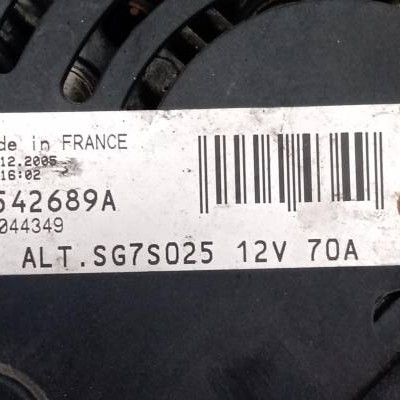 de in FRANCE
.12.2005
16:02
542689A
044349
ALT.SG7S025 12V 70A